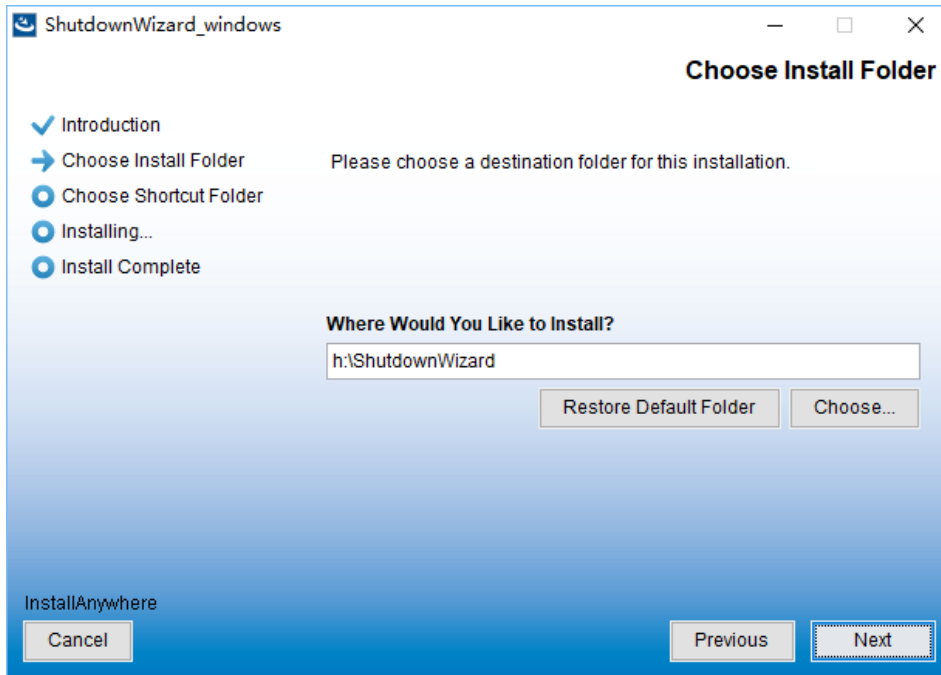 ShutdownWizard_windows
Choose Install Folder
Introduction
Choose Install Folder
Choose Shortcut Folder
Installing...
Install Complete
Please choose a destination folder for this installation.
Where Would You Like to Install?
h:\ShutdownWizard
Restore Default Folder Choose...
InstallAnywhere
Cancel Previous Next